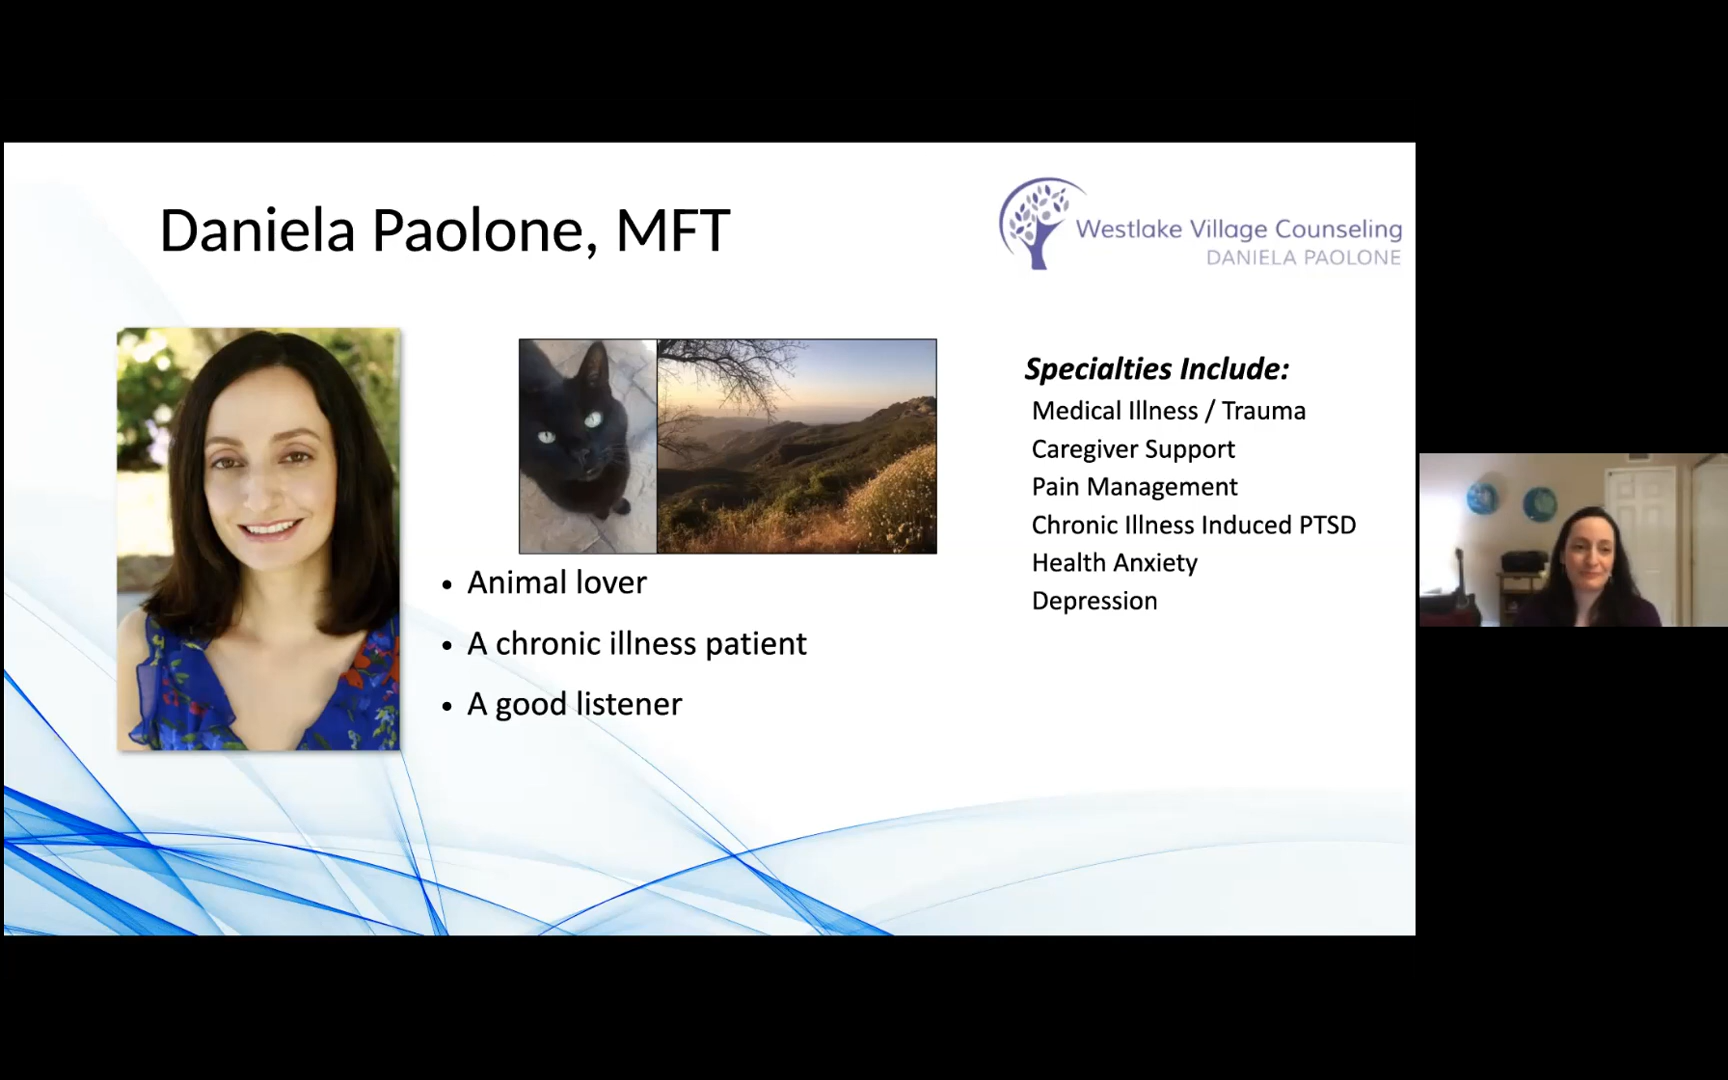 Daniela Paolone, MFT
Westlake Village Counseling
DANIELA PAOLONE
• Animal lover
• A chronic illness patient
• A good listener
Specialties Include:
Medical Illness / Trauma
Caregiver Support
Pain Management
Chronic Illness Induced PTSD
Health Anxiety
Depression